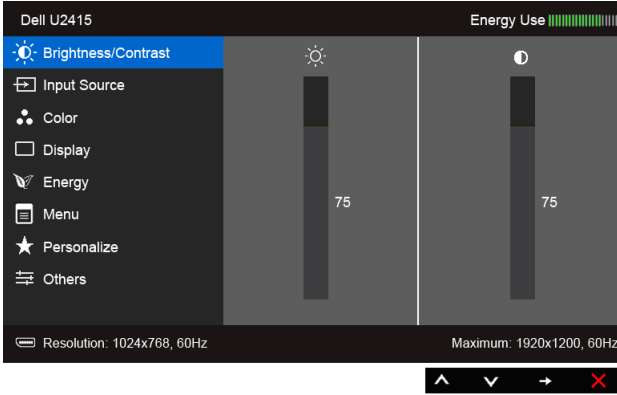 Dell U2415
Energy Use
Brightness/Contrast
Input Source
Color
Display
Energy
Menu
Personalize
Others
75
75
Resolution: 1024x768, 60Hz
Maximum: 1920x1200, 60Hz